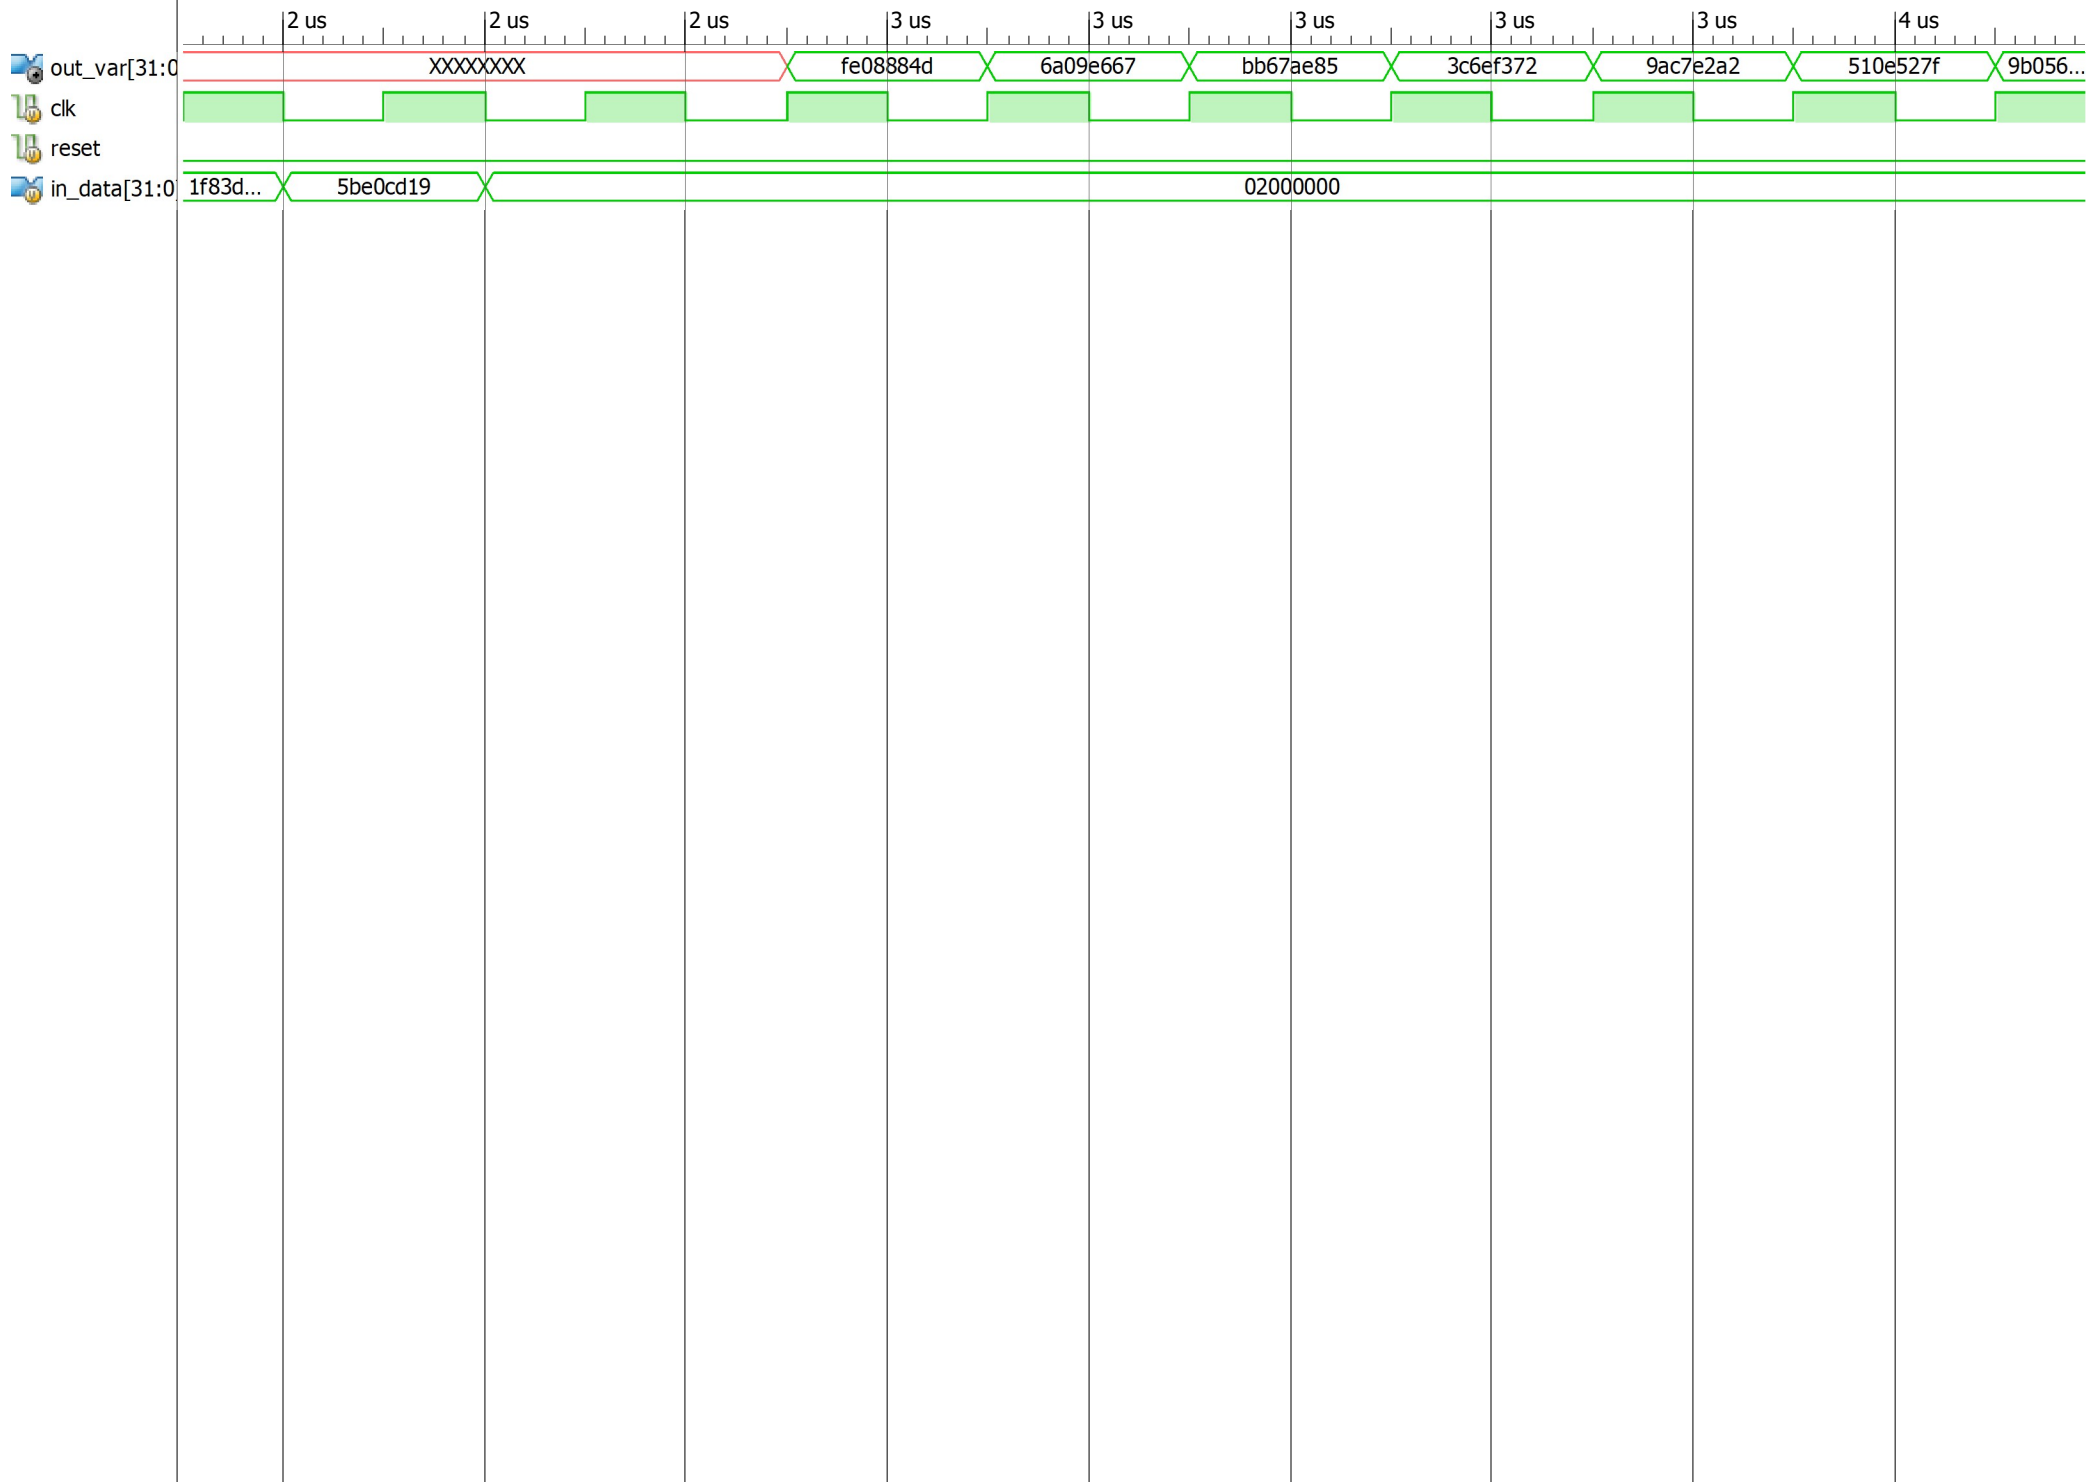 2 us 2 us 2 us 3 us 3 us 3 us 3 us 3 us 4 us
out_var[31:0 XXXXXXXX fe08884d 6a09e667 bb67ae85 3c6ef372 9ac7e2a2 510e527f 9b056...
clk
reset
in_data[31:0] 1f83d... 5be0cd19 02000000